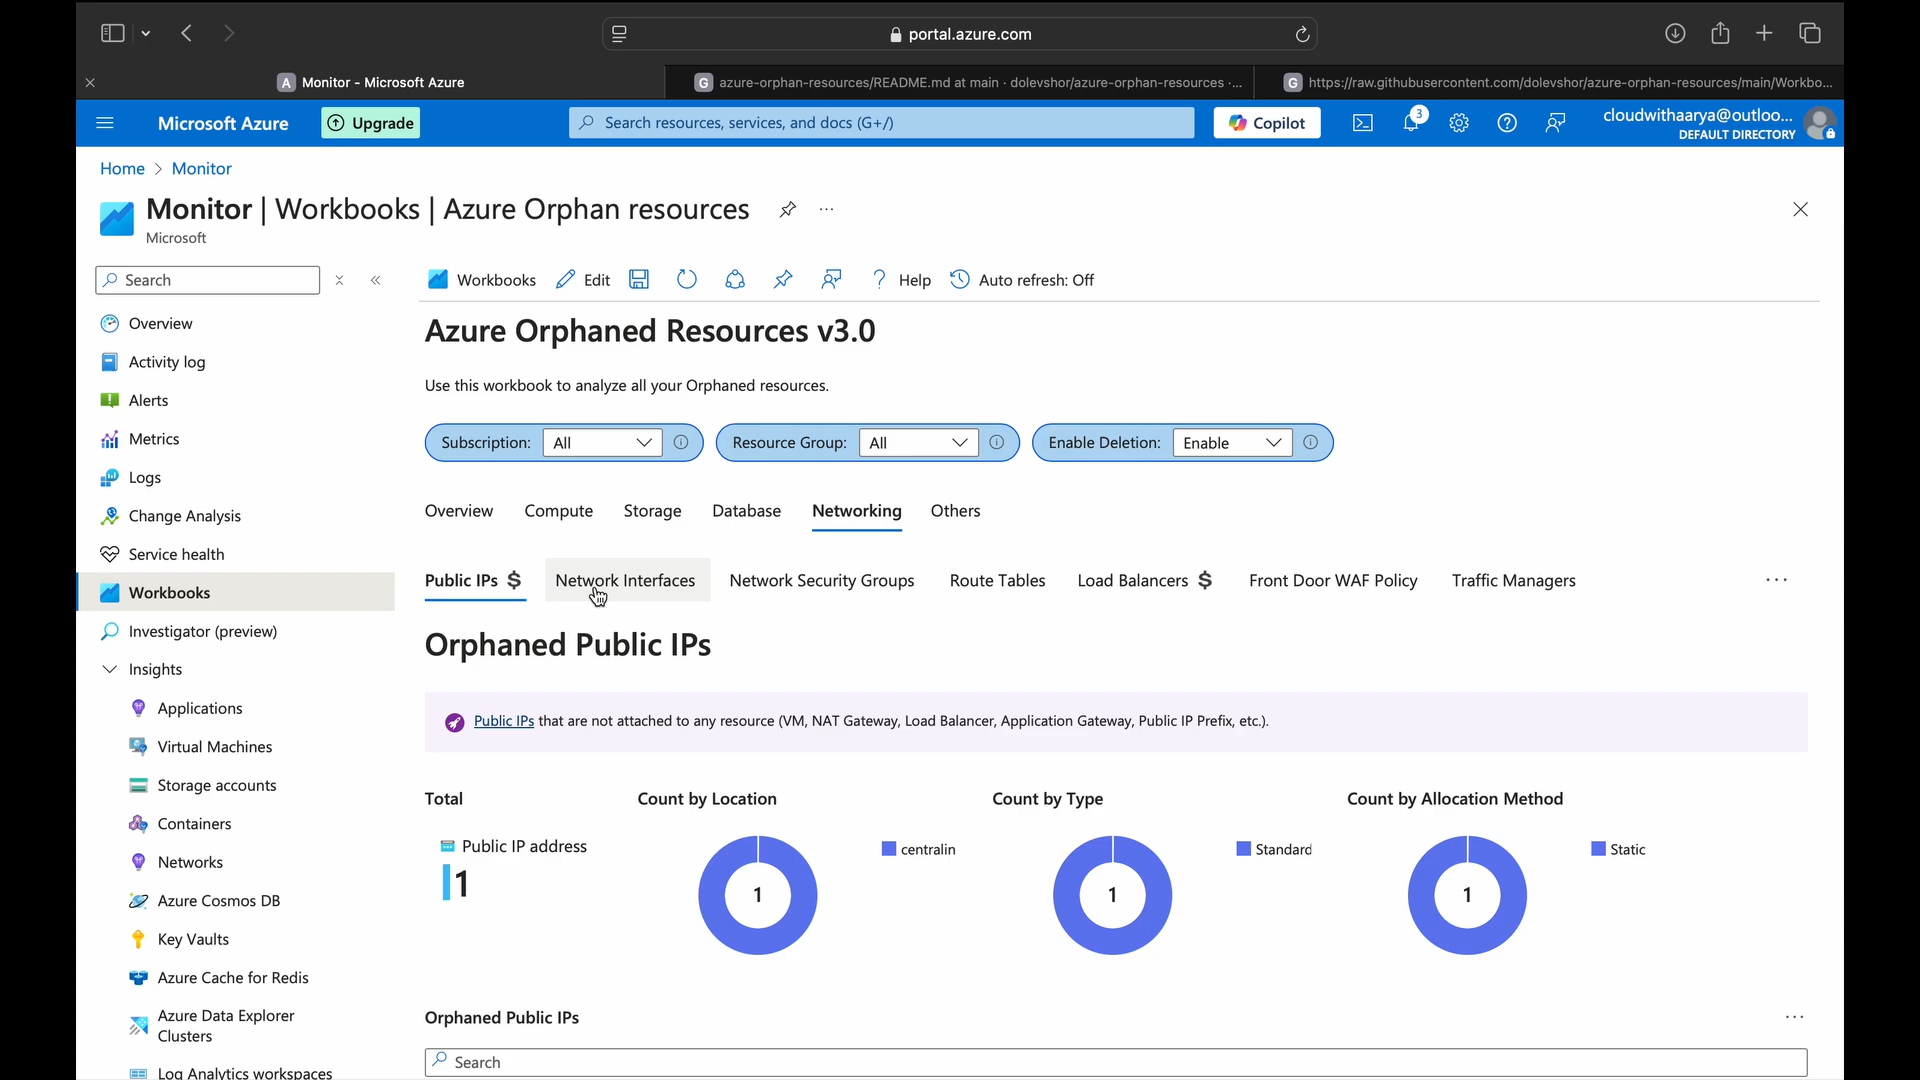 portal.azure.com
A Monitor - Microsoft Azure
G azure-orphan-resources/README.md at main · dolevshor/azure-orphan-resources ·...
G https://raw.githubusercontent.com/dolevshor/azure-orphan-resources/main/Workbo...
Microsoft Azure
Upgrade
Search resources, services, and docs (G+/)
Copilot
3
cloudwithaarya@outloo...
DEFAULT DIRECTORY
Home > Monitor
Monitor | Workbooks | Azure Orphan resources ...
Microsoft
Search
Overview
Activity log
Alerts
Metrics
Logs
Change Analysis
Service health
Workbooks
Investigator (preview)
Insights
Applications
Virtual Machines
Storage accounts
Containers
Networks
Azure Cosmos DB
Key Vaults
Azure Cache for Redis
Azure Data Explorer
Clusters
Log Analytics workspaces
Workbooks Edit Help Auto refresh: Off
Azure Orphaned Resources v3.0
Use this workbook to analyze all your Orphaned resources.
Subscription: All Resource Group: All Enable Deletion: Enable
Overview Compute Storage Database Networking Others
Public IPs $ Network Interfaces Network Security Groups Route Tables Load Balancers $ Front Door WAF Policy Traffic Managers ...
Orphaned Public IPs
Public IPs that are not attached to any resource (VM, NAT Gateway, Load Balancer, Application Gateway, Public IP Prefix, etc.).
Total Count by Location Count by Type Count by Allocation Method
Public IP address
1
1 centralin
1 Standard
1 Static
Orphaned Public IPs ...
Search